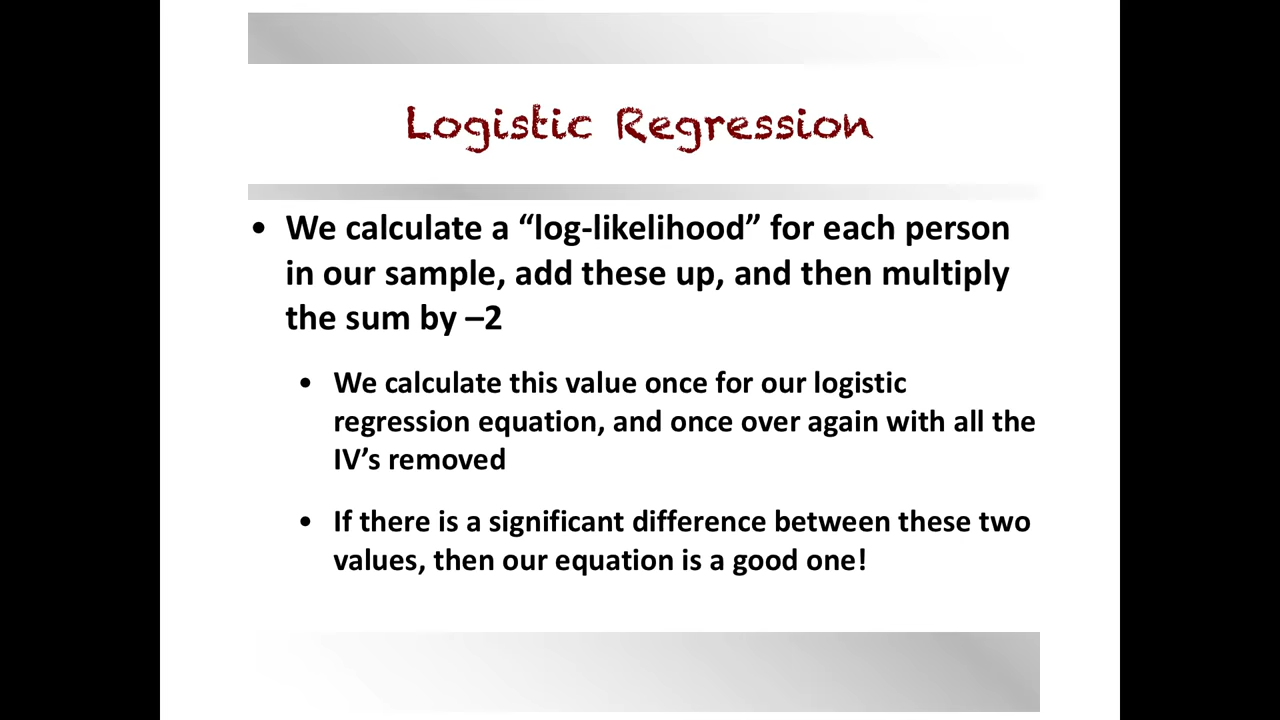 Logistic Regression
• We calculate a “log-likelihood” for each person
in our sample, add these up, and then multiply
the sum by –2
• We calculate this value once for our logistic
regression equation, and once over again with all the
IV’s removed
• If there is a significant difference between these two
values, then our equation is a good one!